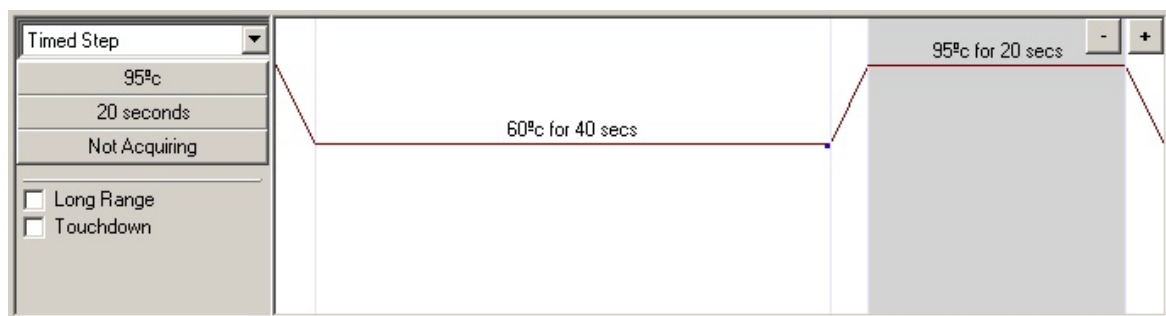 Timed Step
95ºc
20 seconds
Not Acquiring
Long Range
Touchdown
60ºc for 40 secs
95ºc for 20 secs
- +